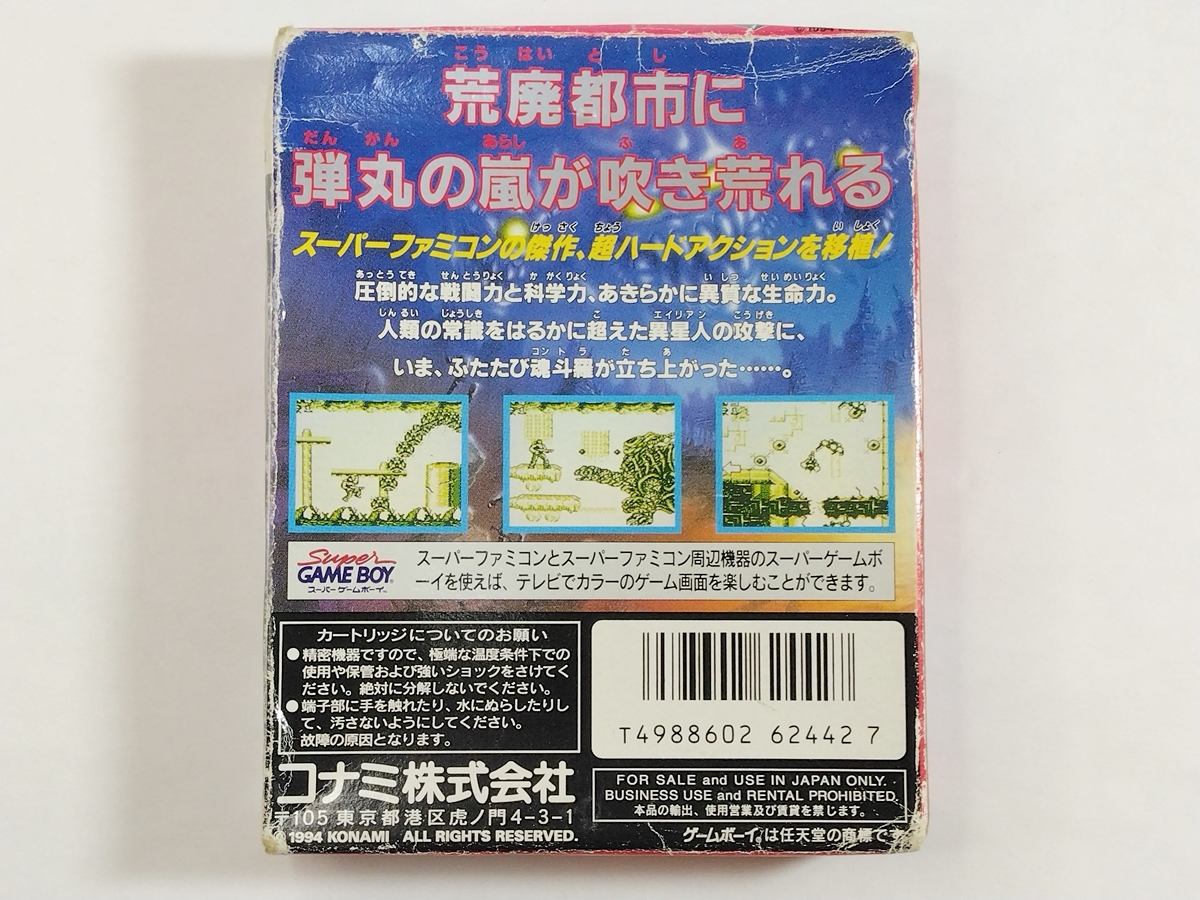 こうはいとし
荒廃都市に
だんがん あらし ふ あ
弾丸の嵐が吹き荒れる
けっさく ちょう いしょく
スーパーファミコンの傑作、超ハードアクションを移植!
あっとうてき せんとうりょく かがくりょく いしつ せいめいりょく
圧倒的な戦闘力と科学力、あきらかに異質な生命力。
じんるい じょうしき こ エイリアン こうげき
人類の常識をはるかに超えた異星人の攻撃に、
コントラ た あ
いま、ふたたび魂斗羅が立ち上がった……。
Super
GAME BOY
スーパーゲームボーイ™
スーパーファミコンとスーパーファミコン周辺機器のスーパーゲームボ
ーイを使えば、テレビでカラーのゲーム画面を楽しむことができます。
カートリッジについてのお願い
●精密機器ですので、極端な温度条件下での
使用や保管および強いショックをさけてく
ださい。絶対に分解しないでください。
●端子部に手を触れたり、水にぬらしたりし
て、汚さないようにしてください。
故障の原因となります。
T4988602 62442 7
コナミ株式会社
〒105 東京都港区虎ノ門4-3-1
©1994 KONAMI ALL RIGHTS RESERVED.
FOR SALE and USE IN JAPAN ONLY.
BUSINESS USE and RENTAL PROHIBITED.
本品の輸出、使用営業及び賃貸を禁じます。
ゲームボーイ™は任天堂の商標です